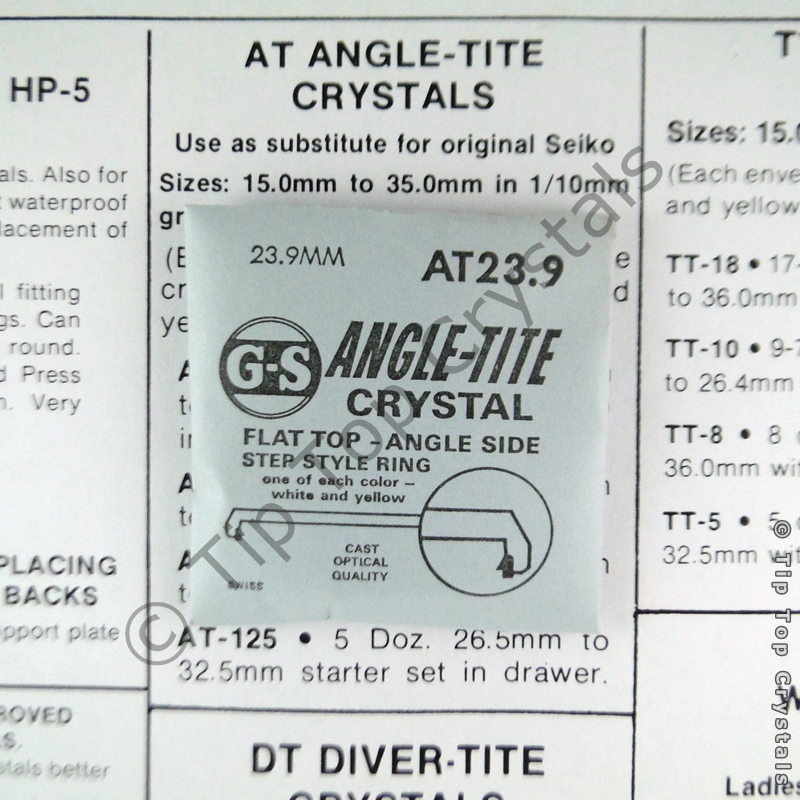 HP-5
als. Also for
t waterproof
lacement of
l fitting
gs. Can
round.
d Press
n. Very
PLACING
BACKS
pport plate
ROVED
S.
stals better
AT ANGLE-TITE
CRYSTALS
Use as substitute for original Seiko
Sizes: 15.0mm to 35.0mm in 1/10mm
gr
(E
e
cr
d
ye
23.9MM
AT23.9
G-S
ANGLE-TITE
CRYSTAL
FLAT TOP - ANGLE SIDE
STEP STYLE RING
one of each color -
white and yellow
CAST
OPTICAL
QUALITY
SWISS
AT-125 • 5 Doz. 26.5mm to
32.5mm starter set in drawer.
DT DIVER-TITE
CRYSTALS
T
Sizes: 15.0
(Each enve
and yellow
TT-18 • 17-
to 36.0mm
TT-10 • 9-7
to 26.4mm
TT-8 • 8
36.0mm wit
TT-5 • 5
32.5mm wit
Ladies
© Tip Top Crystals
© Tip Top Crystals